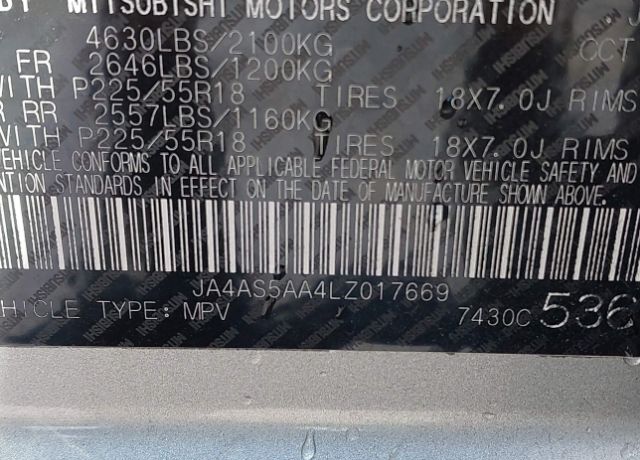 BY MITSUBISHI MOTORS CORPORATION
4630LBS/2100KG
FR 2646LBS/1200KG CCT
WITH P225/55R18 TIRES 18X7.0J RIMS
RR 2557LBS/1160KG
WITH P225/55R18 TIRES 18X7.0J RIMS
VEHICLE CONFORMS TO ALL APPLICABLE FEDERAL MOTOR VEHICLE SAFETY AND
STANDARDS IN EFFECT ON THE DATE OF MANUFACTURE SHOWN ABOVE.
JA4AS5AA4LZ017669
VEHICLE TYPE: MPV 7430C 536